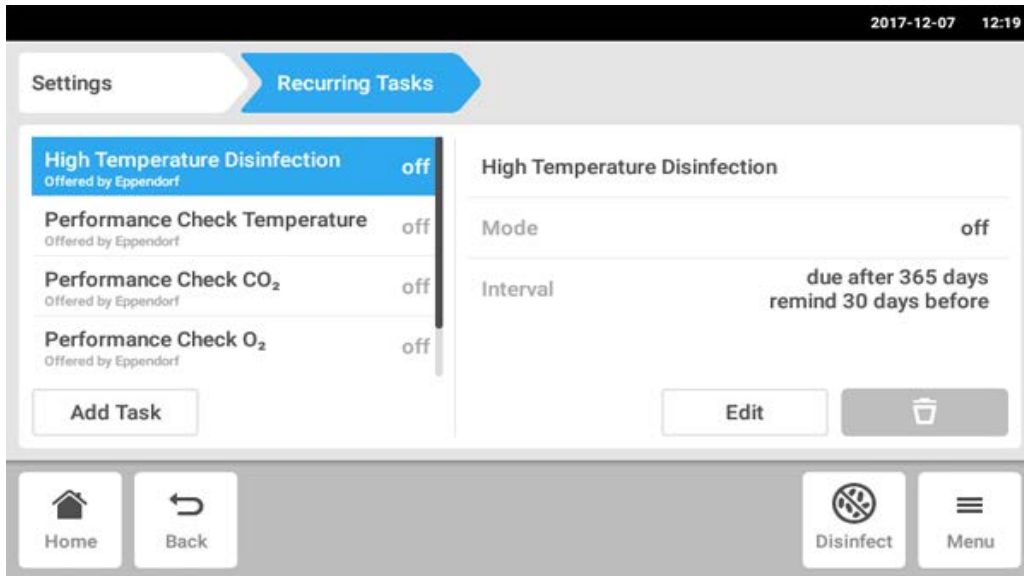 2017-12-07 12:19
Settings
Recurring Tasks
High Temperature Disinfection off
Offered by Eppendorf
Performance Check Temperature off
Offered by Eppendorf
Performance Check CO₂ off
Offered by Eppendorf
Performance Check O₂ off
Offered by Eppendorf
Add Task
High Temperature Disinfection
Mode off
Interval due after 365 days
remind 30 days before
Edit
Home
Back
Disinfect
Menu